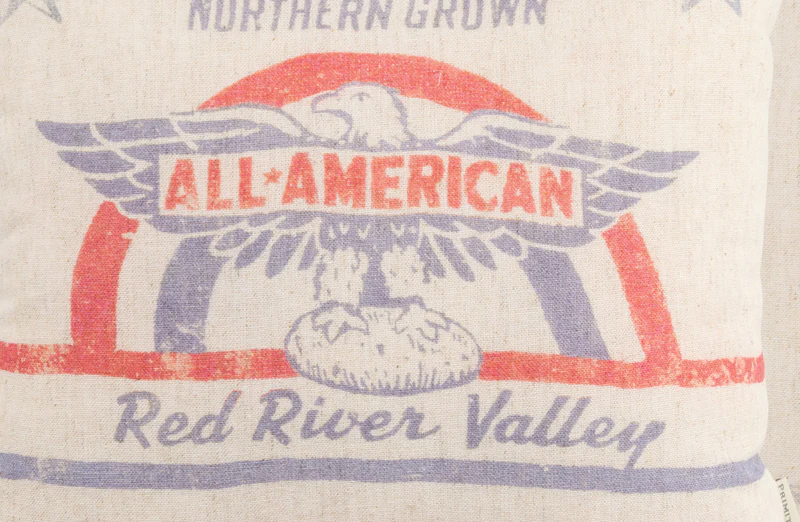 NORTHERN GROWN
ALL★AMERICAN
Red River Valley